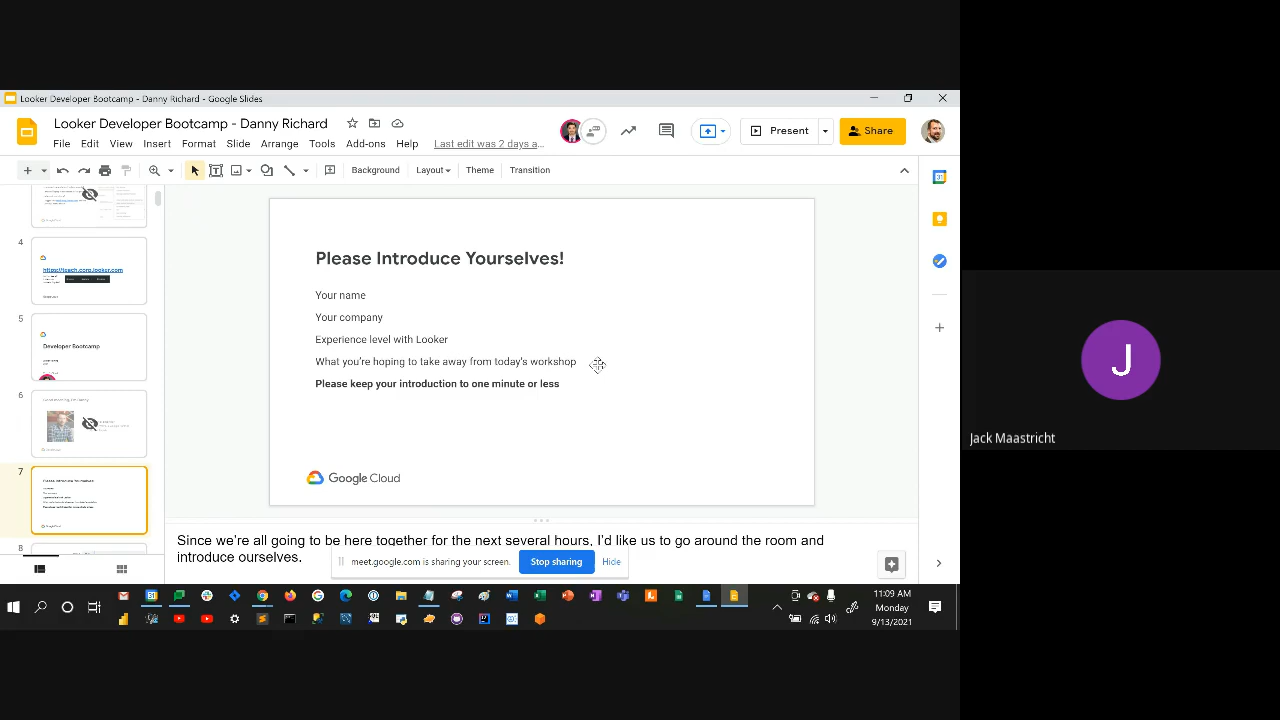 Looker Developer Bootcamp - Danny Richard - Google Slides
Looker Developer Bootcamp - Danny Richard
File Edit View Insert Format Slide Arrange Tools Add-ons Help Last edit was 2 days a...
Present
Share
Background Layout Theme Transition
4
https://
5
Developer Bootcamp
6
7
8
Please Introduce Yourselves!
Your name
Your company
Experience level with Looker
What you're hoping to take away from today's workshop
Please keep your introduction to one minute or less
Google Cloud
Since we're all going to be here together for the next several hours, I'd like us to go around the room and
introduce ourselves.
meet.google.com is sharing your screen. Stop sharing Hide
11:09 AM
Monday
9/13/2021
J
Jack Maastricht
31